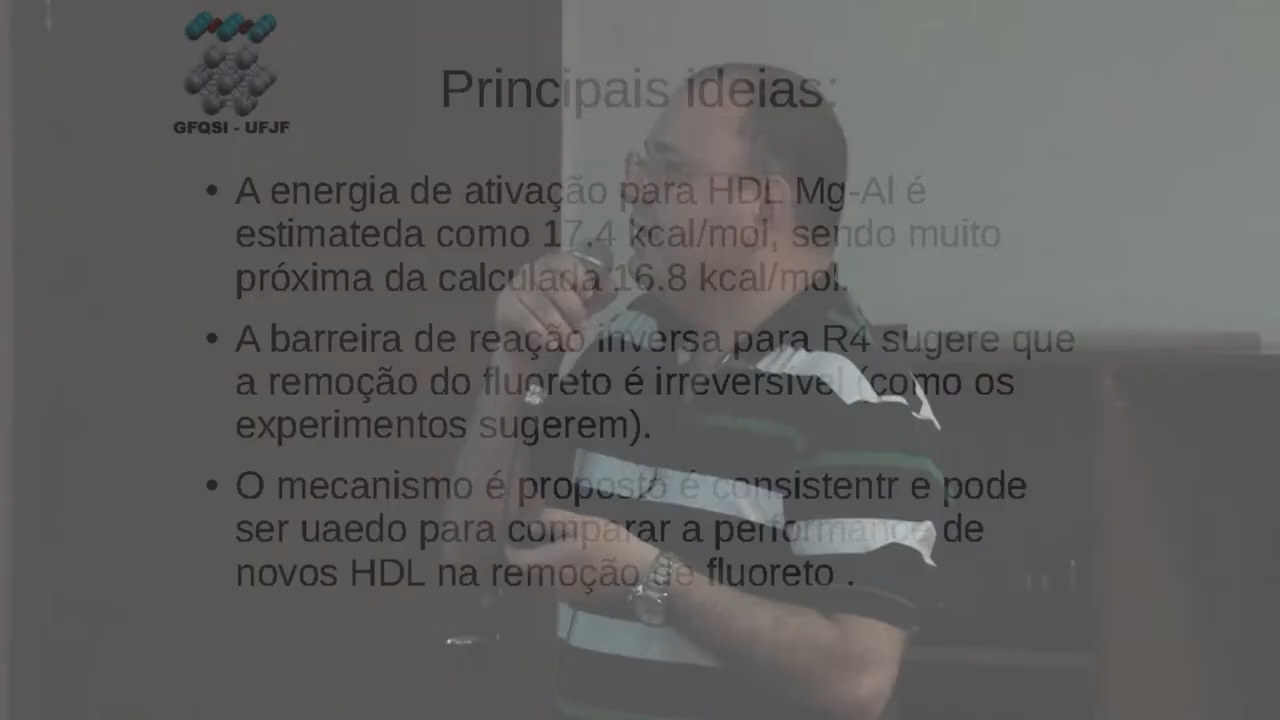 GFQSI - UFJF
Principais ideias:
• A energia de ativação para HDL Mg-Al é
estimateda como 17.4 kcal/mol, sendo muito
próxima da calculada 16.8 kcal/mol.
• A barreira de reação inversa para R4 sugere que
a remoção do fluoreto é irreversível (como os
experimentos sugerem).
• O mecanismo é proposto é consistentr e pode
ser uaedo para comparar a performance de
novos HDL na remoção de fluoreto .